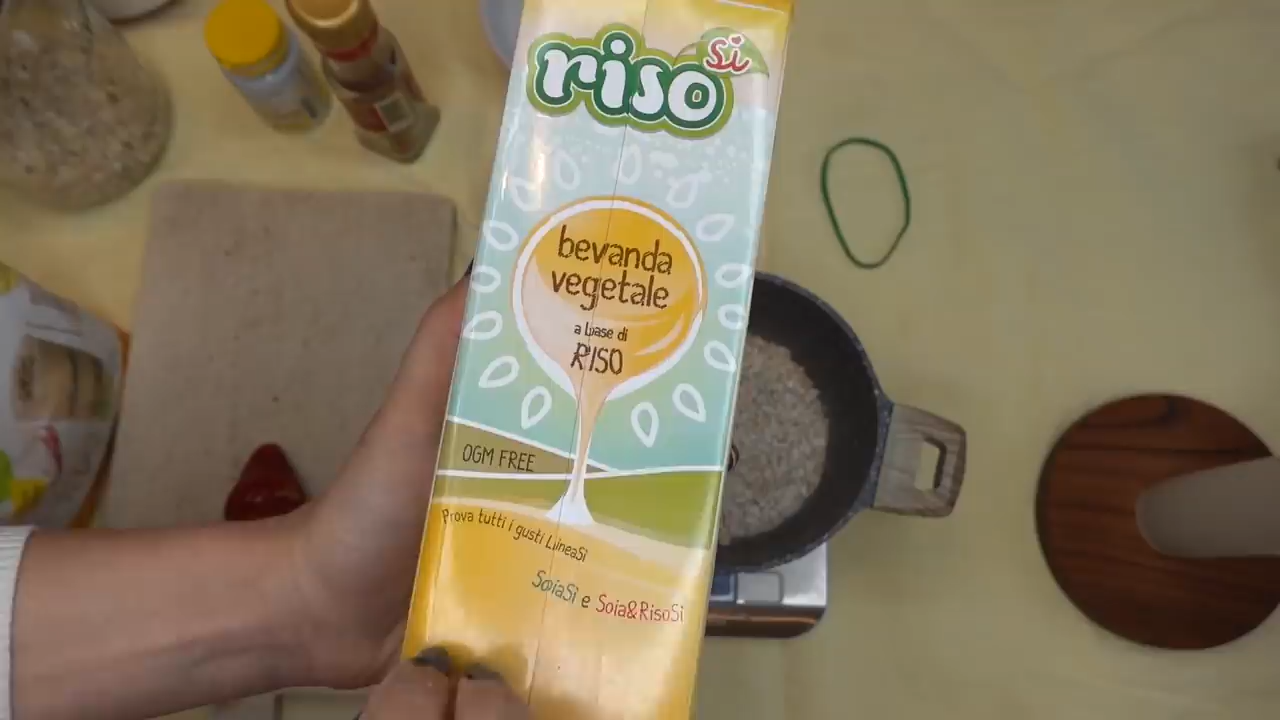 riso
sì
bevanda
vegetale
a base di
RISO
OGM FREE
Prova tutti i gusti LineaSì
SoiaSì e Soia&RisoSì